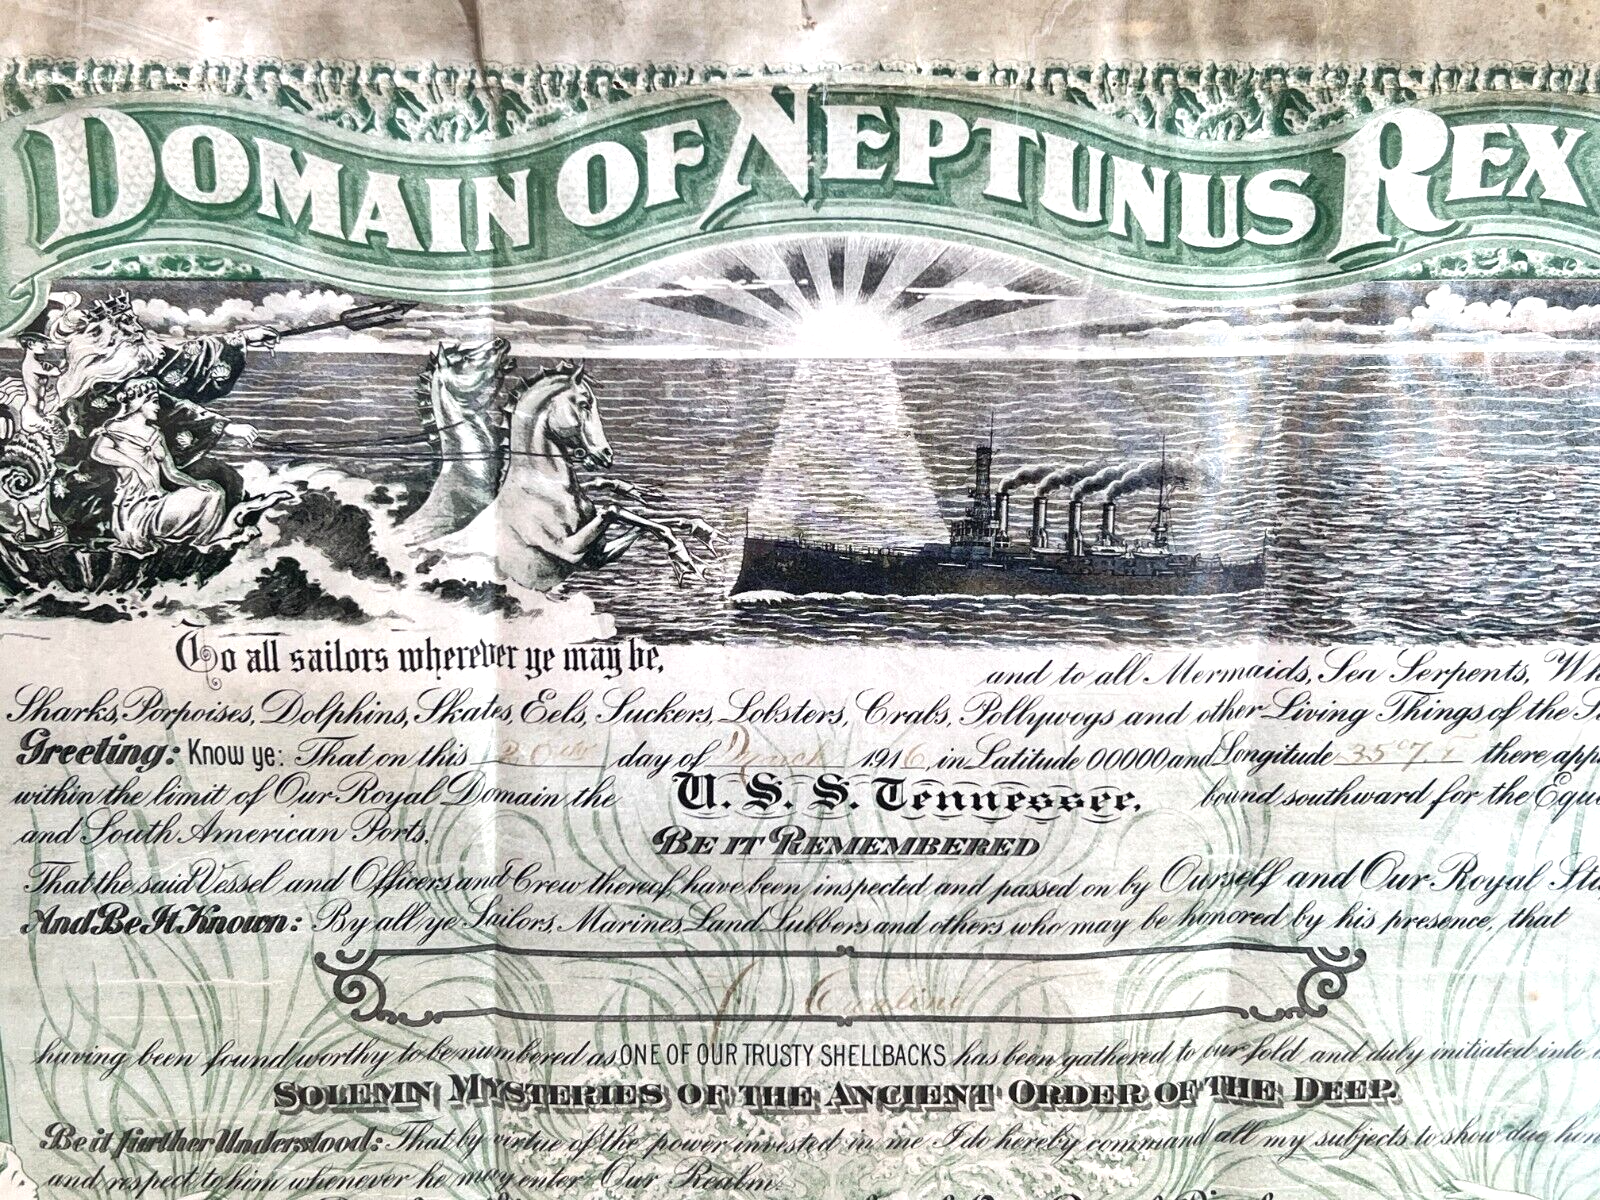 DOMAIN OF NEPTUNUS REX
To all sailors wherever ye may be, and to all Mermaids, Sea Serpents,
Sharks, Porpoises, Dolphins, Skates, Eels, Suckers, Lobsters, Crabs, Pollywogs and other Living Things of the
Greeting: Know ye: That on this day of March 1916, in Latitude 00000 and Longitude there
within the limit of Our Royal Domain the U. S. S. Tennessee, bound southward for the
and South American Ports.
BE IT REMEMBERED
That the said Vessel and Officers and Crew thereof, have been inspected and passed on by Ourself and Our Royal
And Be It Known: By all ye Sailors, Marines, Land Lubbers and others who may be honored by his presence, that
having been found worthy to be numbered as ONE OF OUR TRUSTY SHELLBACKS has been gathered to our fold and duly initiated into
SOLEMN MYSTERIES OF THE ANCIENT ORDER OF THE DEEP.
Be it further Understood: That by virtue of the power invested in me I do hereby command all my subjects to show due
and respect to him whenever he may enter Our Realm.